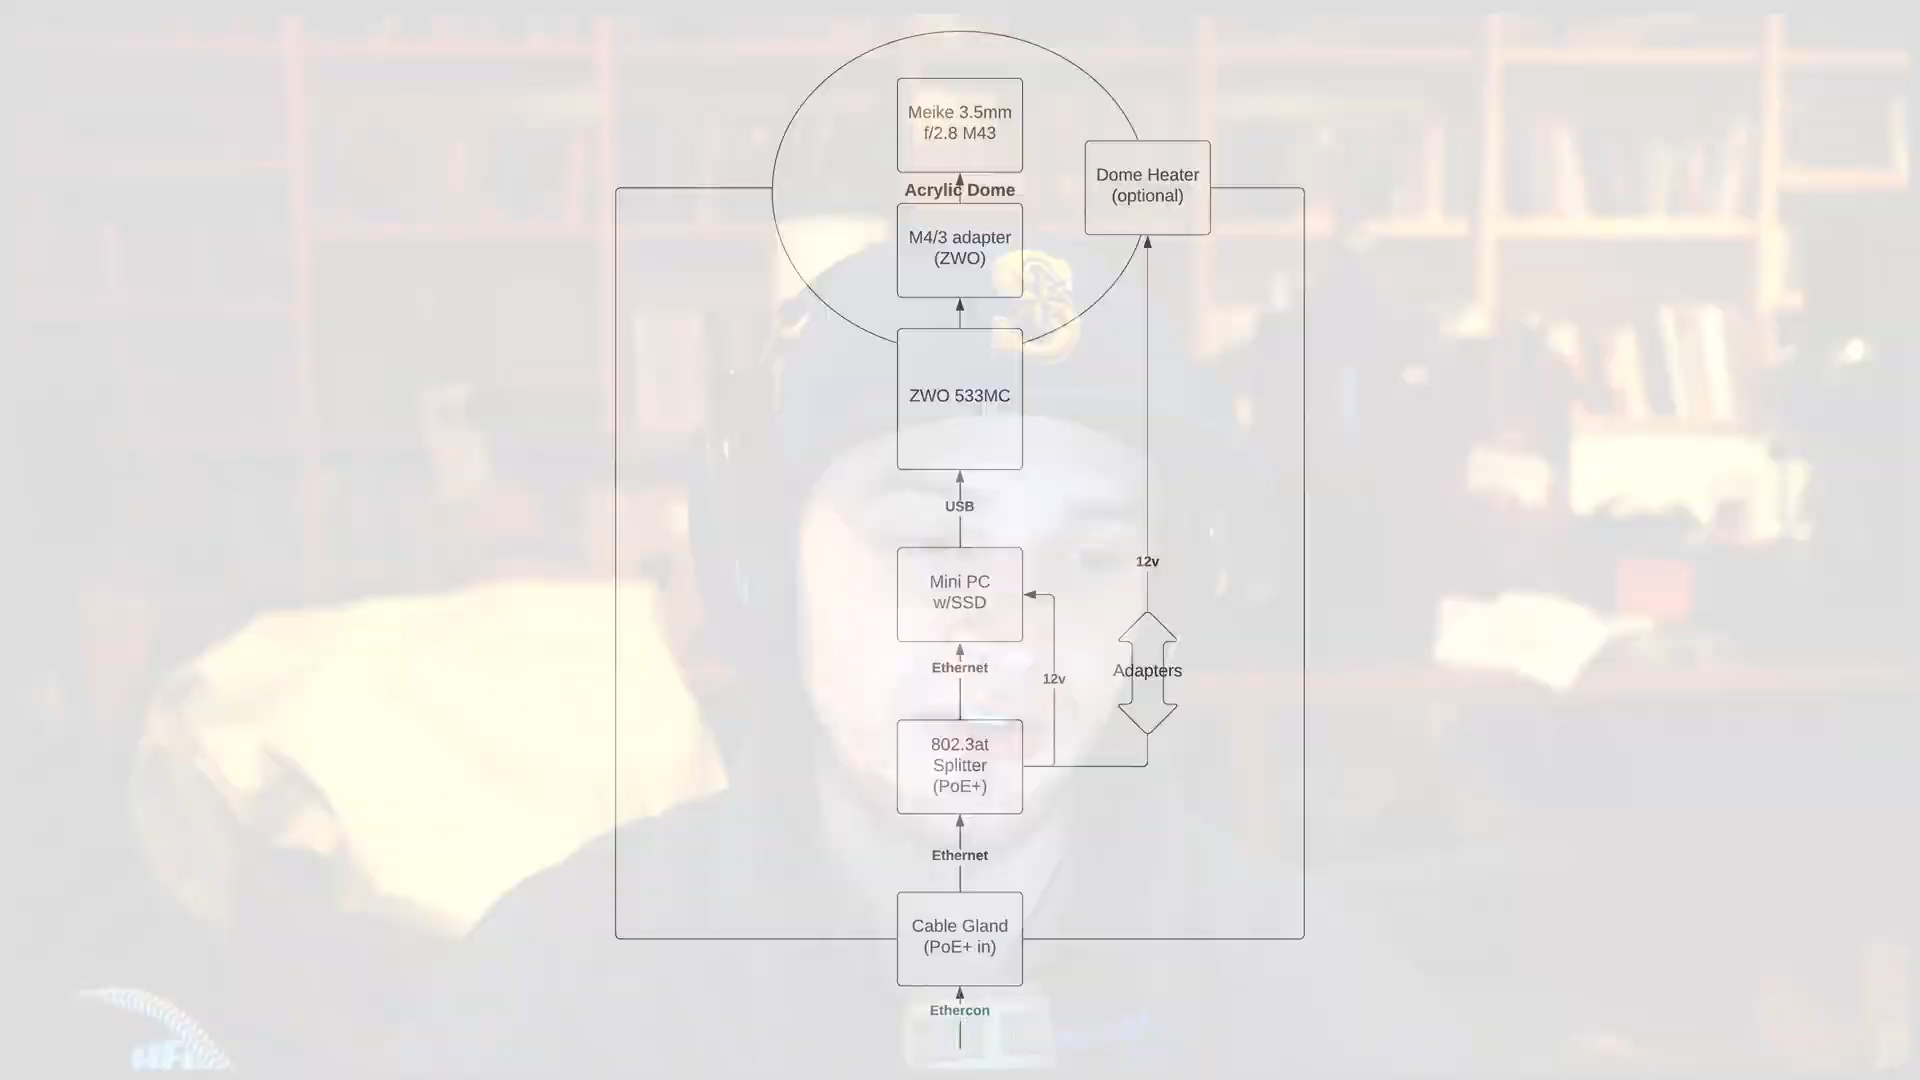 Meike 3.5mm
f/2.8 M43
Acrylic Dome
Dome Heater
(optional)
M4/3 adapter
(ZWO)
ZWO 533MC
USB
Mini PC
w/SSD
12v
Ethernet
12v
Adapters
802.3at
Splitter
(PoE+)
Ethernet
Cable Gland
(PoE+ in)
Ethercon